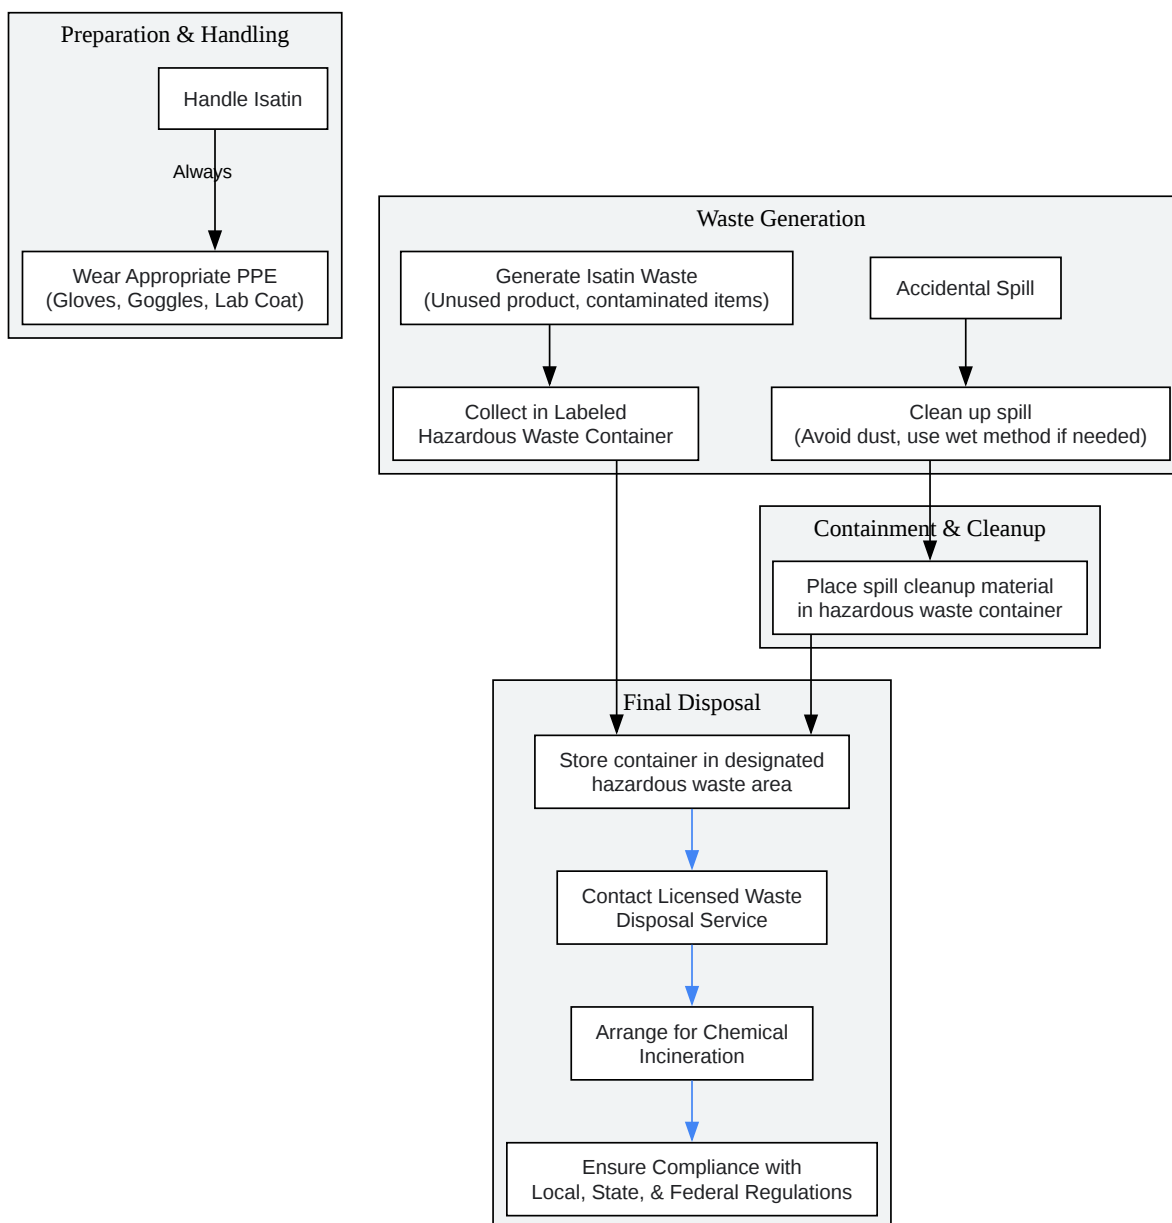 Preparation & Handling
Handle Isatin
Always
Wear Appropriate PPE
(Gloves, Goggles, Lab Coat)
Waste Generation
Generate Isatin Waste
(Unused product, contaminated items)
Accidental Spill
Collect in Labeled
Hazardous Waste Container
Clean up spill
(Avoid dust, use wet method if needed)
Containment & Cleanup
Place spill cleanup material
in hazardous waste container
Final Disposal
Store container in designated
hazardous waste area
Contact Licensed Waste
Disposal Service
Arrange for Chemical
Incineration
Ensure Compliance with
Local, State, & Federal Regulations